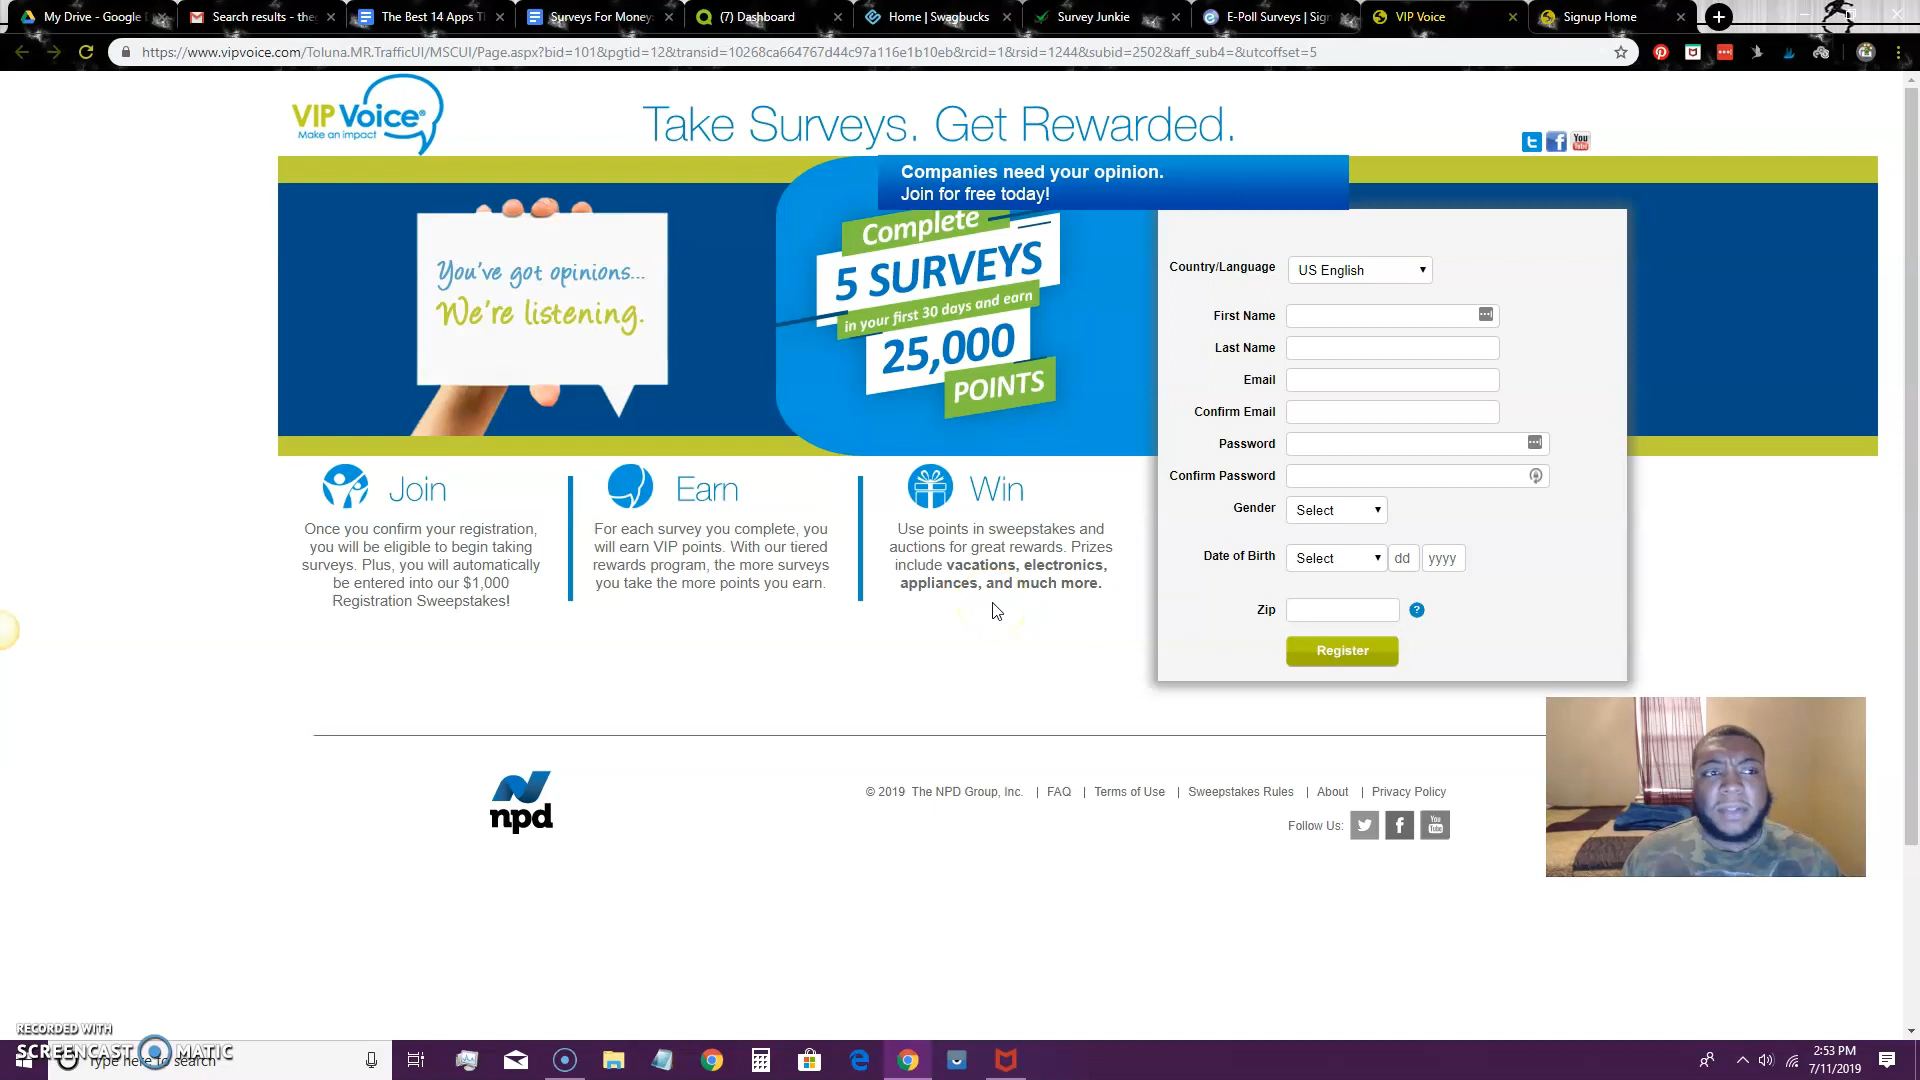 My Drive - Google
Search results - the
The Best 14 Apps T
Surveys For Money:
(7) Dashboard
Home | Swagbucks
Survey Junkie
E-Poll Surveys | Sign
VIP Voice
Signup Home
https://www.vipvoice.com/Toluna.MR.TrafficUI/MSCUI/Page.aspx?bid=101&pgtid=12&transid=10268ca664767d44c97a116e1b10eb&rcid=1&rsid=1244&subid=2502&aff_sub4=&utcoffset=5
VIP Voice®
Make an impact
Take Surveys. Get Rewarded.
You Tube
Companies need your opinion.
Join for free today!
You've got opinions...
We're listening.
Complete
5 SURVEYS
in your first 30 days and earn
25,000
POINTS
Country/Language
US English
First Name
Last Name
Email
Confirm Email
Password
Confirm Password
Gender
Select
Date of Birth
Select
dd
yyyy
Zip
?
Register
Join
Once you confirm your registration,
you will be eligible to begin taking
surveys. Plus, you will automatically
be entered into our $1,000
Registration Sweepstakes!
Earn
For each survey you complete, you
will earn VIP points. With our tiered
rewards program, the more surveys
you take the more points you earn.
Win
Use points in sweepstakes and
auctions for great rewards. Prizes
include vacations, electronics,
appliances, and much more.
npd
© 2019 The NPD Group, Inc. | FAQ | Terms of Use | Sweepstakes Rules | About | Privacy Policy
Follow Us:
You Tube
RECORDED WITH
SCREENCAST MATIC
Type here to search
2:53 PM
7/11/2019